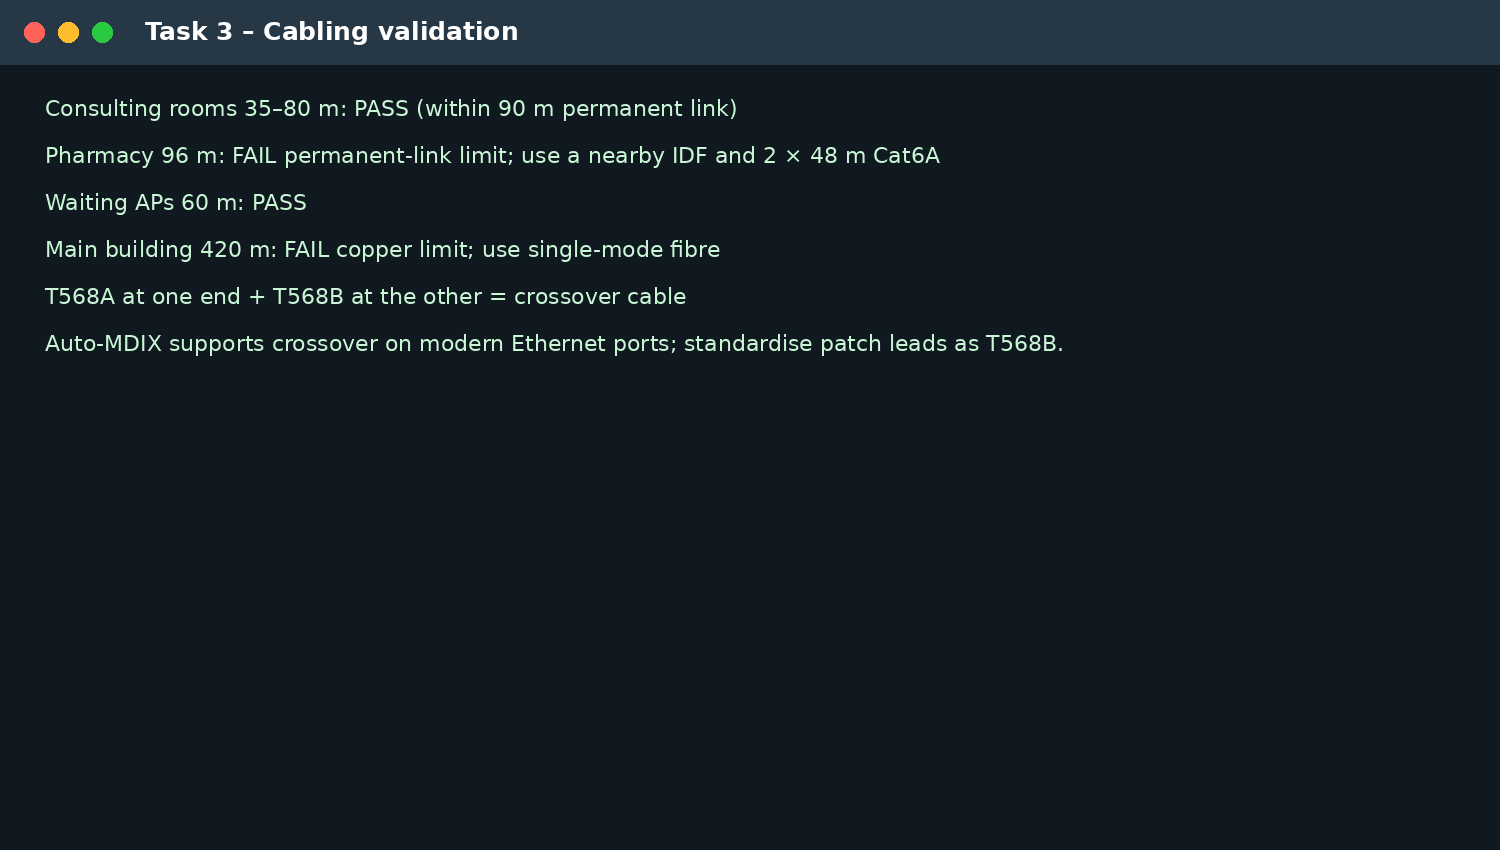 Task 3 – Cabling validation
Consulting rooms 35–80 m: PASS (within 90 m permanent link)
Pharmacy 96 m: FAIL permanent-link limit; use a nearby IDF and 2 × 48 m Cat6A
Waiting APs 60 m: PASS
Main building 420 m: FAIL copper limit; use single-mode fibre
T568A at one end + T568B at the other = crossover cable
Auto-MDIX supports crossover on modern Ethernet ports; standardise patch leads as T568B.